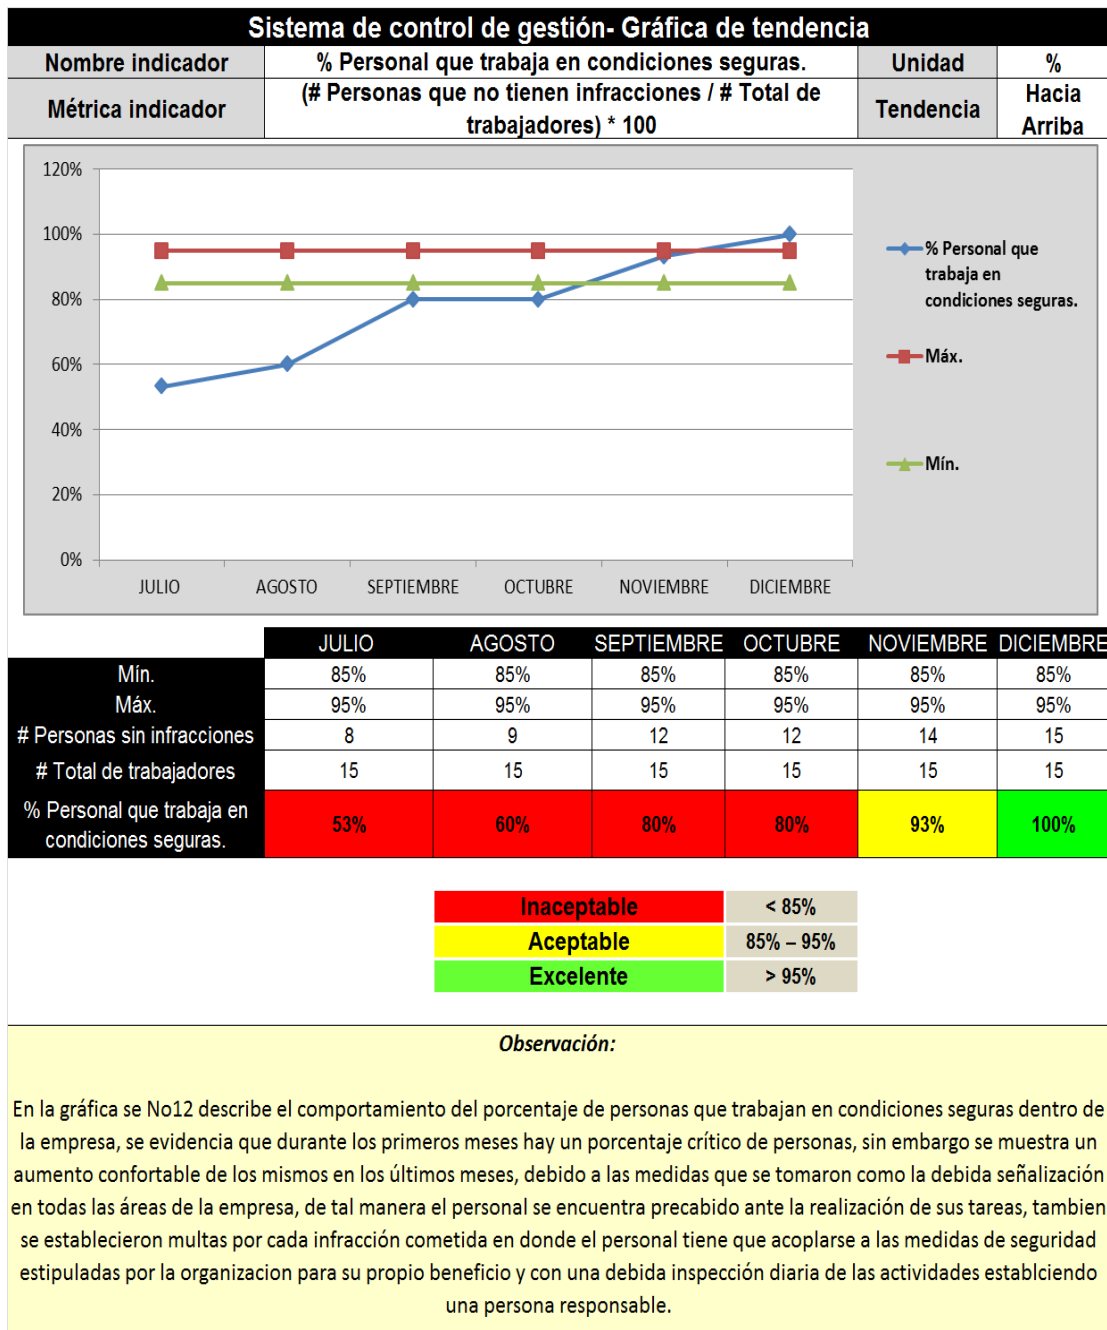 Sistema de control de gestión- Gráfica de tendencia
Nombre indicador % Personal que trabaja en condiciones seguras. Unidad %
Métrica indicador (# Personas que no tienen infracciones / # Total de trabajadores) * 100 Tendencia Hacia Arriba
120%
100%
80%
60%
40%
20%
0%
JULIO AGOSTO SEPTIEMBRE OCTUBRE NOVIEMBRE DICIEMBRE
% Personal que
trabaja en
condiciones seguras.
Máx.
Mín.
JULIO AGOSTO SEPTIEMBRE OCTUBRE NOVIEMBRE DICIEMBRE
Mín. 85% 85% 85% 85% 85% 85%
Máx. 95% 95% 95% 95% 95% 95%
# Personas sin infracciones 8 9 12 12 14 15
# Total de trabajadores 15 15 15 15 15 15
% Personal que trabaja en condiciones seguras. 53% 60% 80% 80% 93% 100%
Inaceptable < 85%
Aceptable 85% – 95%
Excelente > 95%
Observación:
En la gráfica se No12 describe el comportamiento del porcentaje de personas que trabajan en condiciones seguras dentro de
la empresa, se evidencia que durante los primeros meses hay un porcentaje crítico de personas, sin embargo se muestra un
aumento confortable de los mismos en los últimos meses, debido a las medidas que se tomaron como la debida señalización
en todas las áreas de la empresa, de tal manera el personal se encuentra precabido ante la realización de sus tareas, tambien
se establecieron multas por cada infracción cometida en donde el personal tiene que acoplarse a las medidas de seguridad
estipuladas por la organizacion para su propio beneficio y con una debida inspección diaria de las actividades establciendo
una persona responsable.